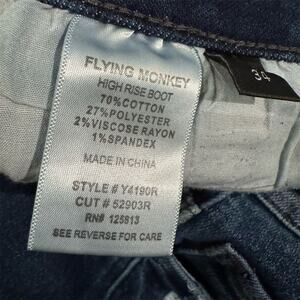 FLYING MONKEY
HIGH RISE BOOT
70%COTTON
27%POLYESTER
2%VISCOSE RAYON
1%SPANDEX
MADE IN CHINA
STYLE # Y4190R
CUT # 52903R
RN# 125813
SEE REVERSE FOR CARE